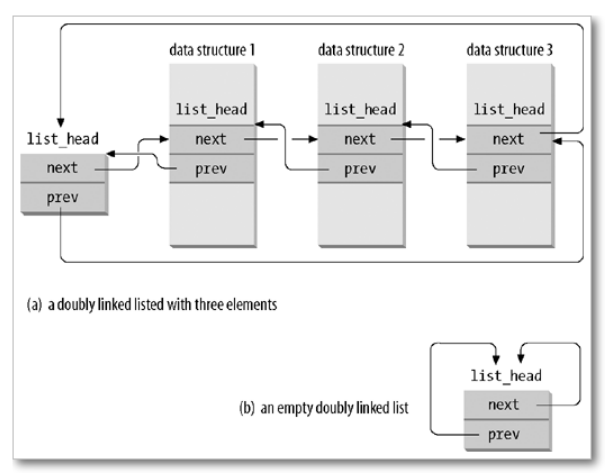 data structure 1 data structure 2 data structure 3
list_head list_head list_head
list_head next next next
next prev prev prev
prev
(a) a doubly linked listed with three elements
list_head
(b) an empty doubly linked list next
prev